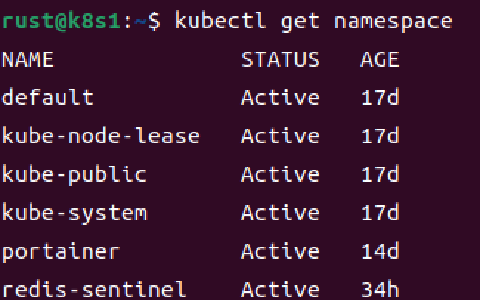 rust@k8s1:~$ kubectl get namespace
NAME              STATUS   AGE
default           Active   17d
kube-node-lease   Active   17d
kube-public       Active   17d
kube-system       Active   17d
portainer         Active   14d
redis-sentinel    Active   34h